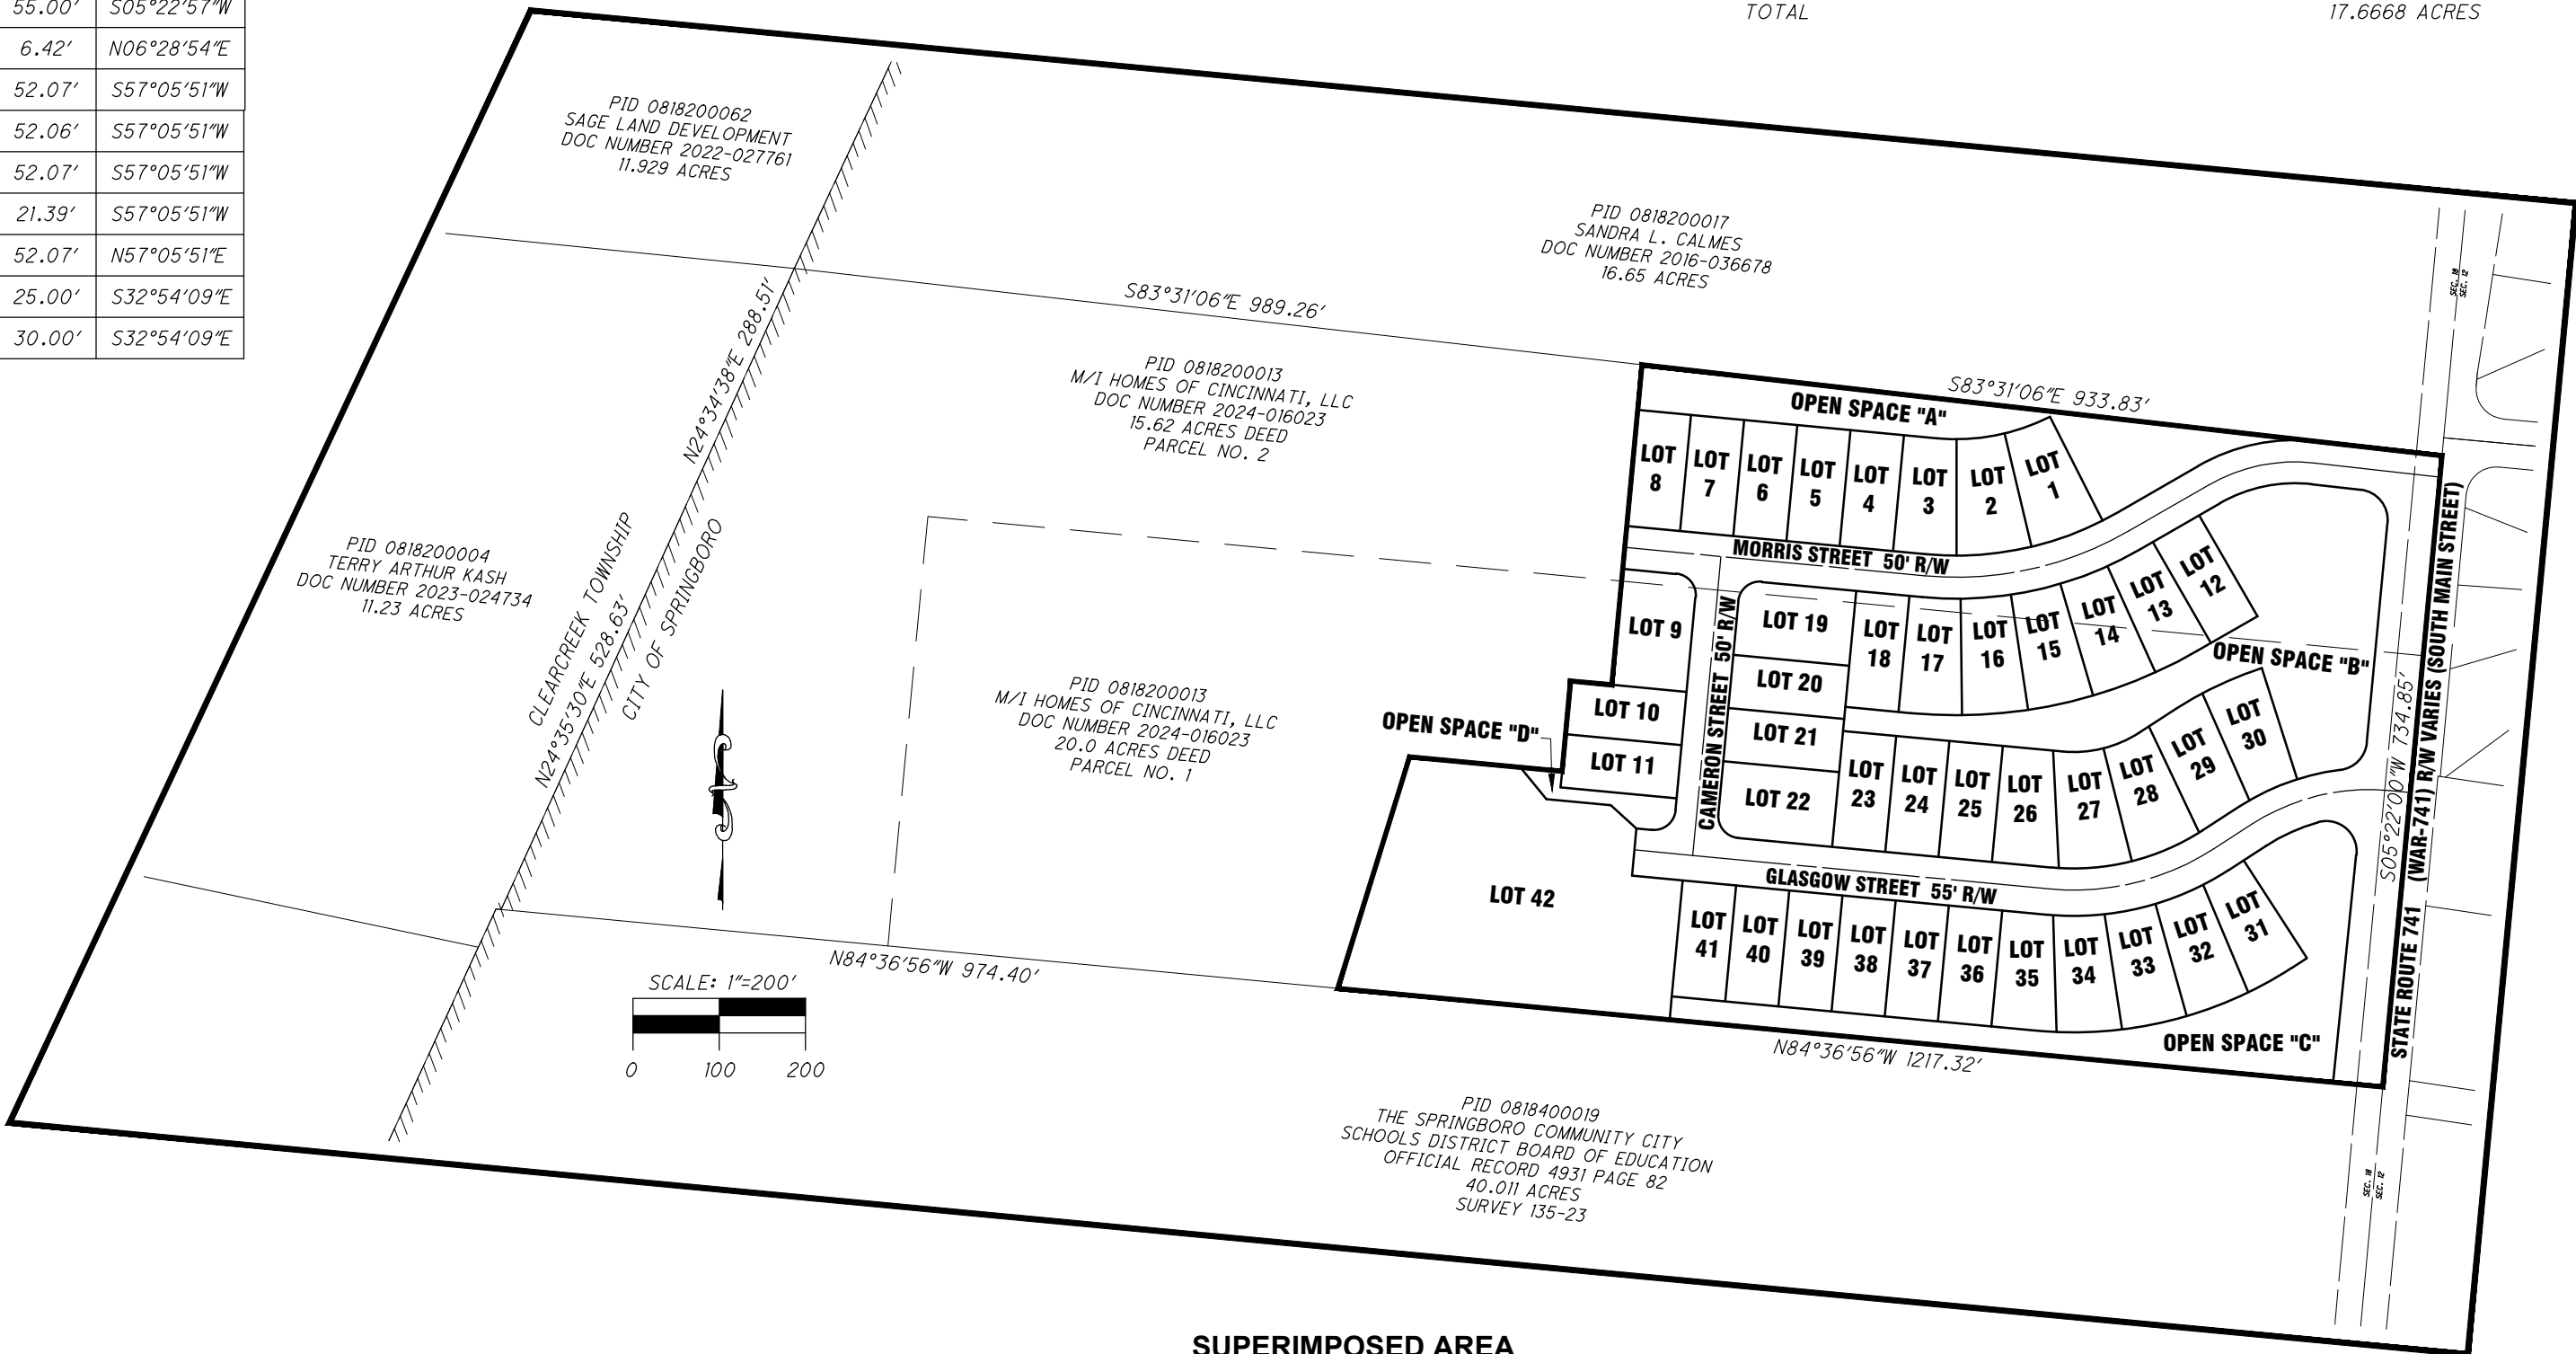 55.00' S05°22'57"W
6.42' N06°28'54"E
52.07' S57°05'51"W
52.06' S57°05'51"W
52.07' S57°05'51"W
21.39' S57°05'51"W
52.07' N57°05'51"E
25.00' S32°54'09"E
30.00' S32°54'09"E
TOTAL 17.6668 ACRES
PID 0818200062
SAGE LAND DEVELOPMENT
DOC NUMBER 2022-027761
11.929 ACRES
PID 0818200017
SANDRA L. CALMES
DOC NUMBER 2016-036678
16.65 ACRES
SEC. 18
SEC. 12
S83°31'06"E 989.26'
N24°34'38"E 288.51'
PID 0818200013
M/I HOMES OF CINCINNATI, LLC
DOC NUMBER 2024-016023
15.62 ACRES DEED
PARCEL NO. 2
S83°31'06"E 933.83'
OPEN SPACE "A"
LOT 8
LOT 7
LOT 6
LOT 5
LOT 4
LOT 3
LOT 2
LOT 1
MORRIS STREET 50' R/W
PID 0818200004
TERRY ARTHUR KASH
DOC NUMBER 2023-024734
11.23 ACRES
CLEARCREEK TOWNSHIP
N24°35'30"E 528.63'
CITY OF SPRINGBORO
PID 0818200013
M/I HOMES OF CINCINNATI, LLC
DOC NUMBER 2024-016023
20.0 ACRES DEED
PARCEL NO. 1
LOT 9
LOT 10
LOT 11
OPEN SPACE "D"
CAMERON STREET 50' R/W
LOT 19
LOT 20
LOT 21
LOT 22
LOT 18
LOT 17
LOT 16
LOT 15
LOT 14
LOT 13
LOT 12
OPEN SPACE "B"
LOT 23
LOT 24
LOT 25
LOT 26
LOT 27
LOT 28
LOT 29
LOT 30
S05°22'00"W 734.85'
STATE ROUTE 741 (WAR-741) R/W VARIES (SOUTH MAIN STREET)
GLASGOW STREET 55' R/W
LOT 42
LOT 41
LOT 40
LOT 39
LOT 38
LOT 37
LOT 36
LOT 35
LOT 34
LOT 33
LOT 32
LOT 31
OPEN SPACE "C"
N84°36'56"W 974.40'
N84°36'56"W 1217.32'
SCALE: 1"=200'
0 100 200
PID 0818400019
THE SPRINGBORO COMMUNITY CITY
SCHOOLS DISTRICT BOARD OF EDUCATION
OFFICIAL RECORD 4931 PAGE 82
40.011 ACRES
SURVEY 135-23
SEC. 18
SEC. 12
SUPERIMPOSED AREA